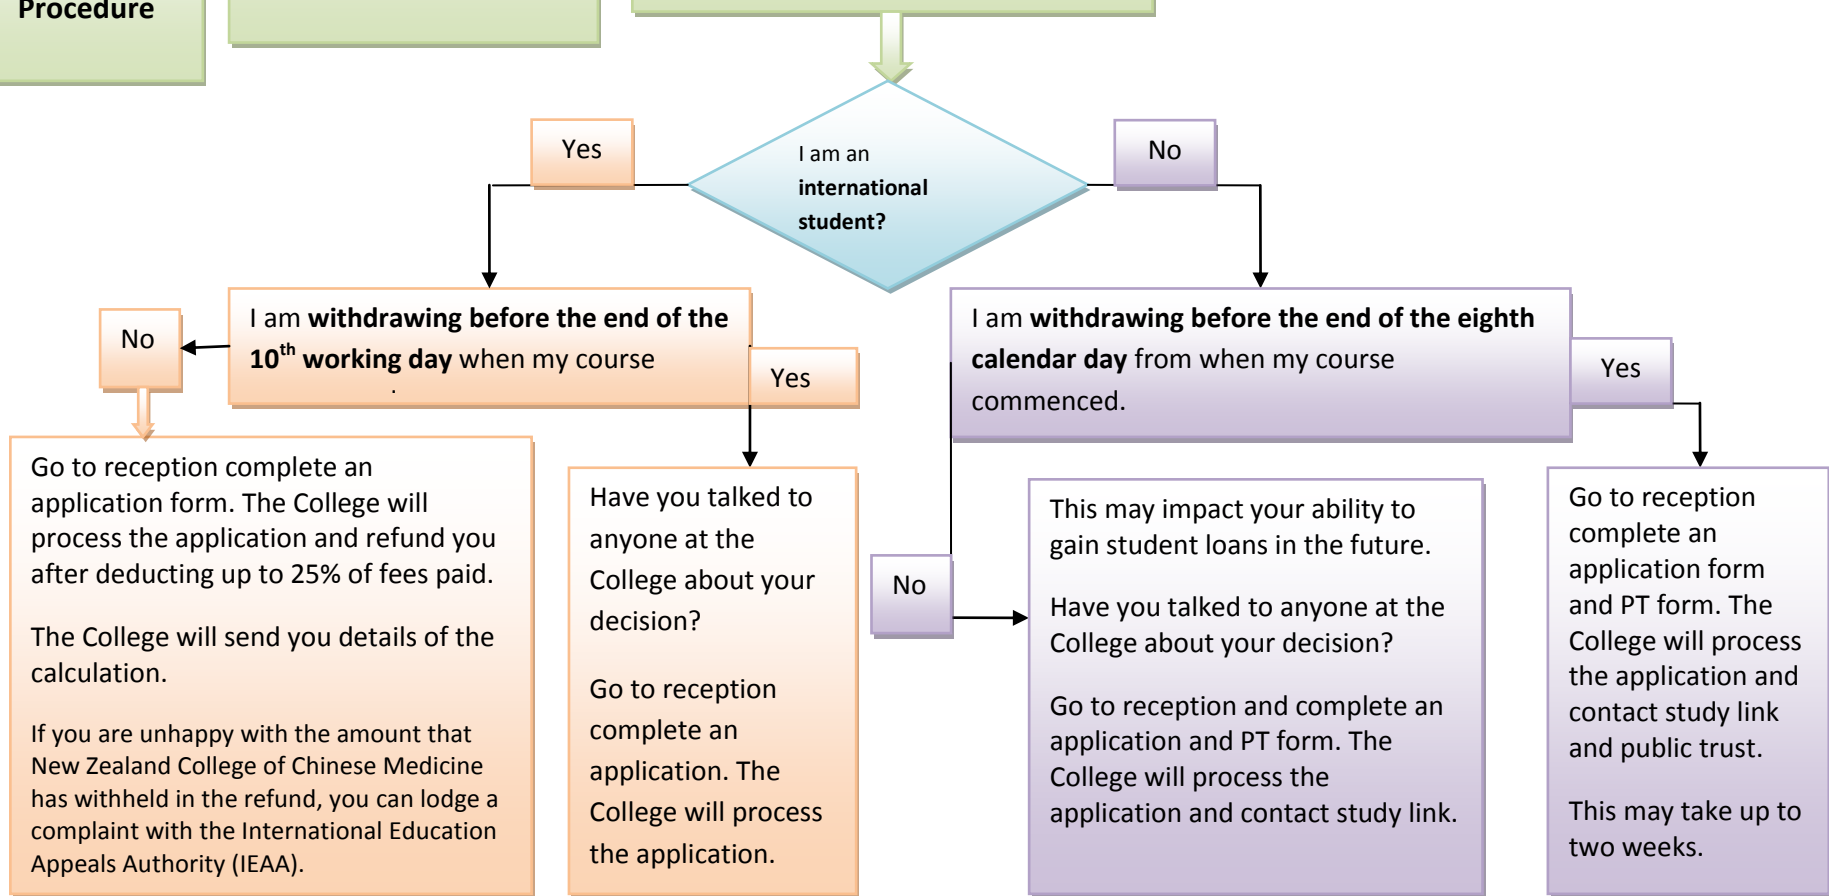 Procedure
Yes
I am an
international
student?
No
No
I am withdrawing before the end of the
10th working day when my course
.
Yes
I am withdrawing before the end of the eighth
calendar day from when my course
commenced.
Yes
Go to reception complete an
application form. The College will
process the application and refund you
after deducting up to 25% of fees paid.
The College will send you details of the
calculation.
If you are unhappy with the amount that
New Zealand College of Chinese Medicine
has withheld in the refund, you can lodge a
complaint with the International Education
Appeals Authority (IEAA).
Have you talked to
anyone at the
College about your
decision?
Go to reception
complete an
application. The
College will process
the application.
No
This may impact your ability to
gain student loans in the future.
Have you talked to anyone at the
College about your decision?
Go to reception and complete an
application and PT form. The
College will process the
application and contact study link.
Go to reception
complete an
application form
and PT form. The
College will process
the application and
contact study link
and public trust.
This may take up to
two weeks.